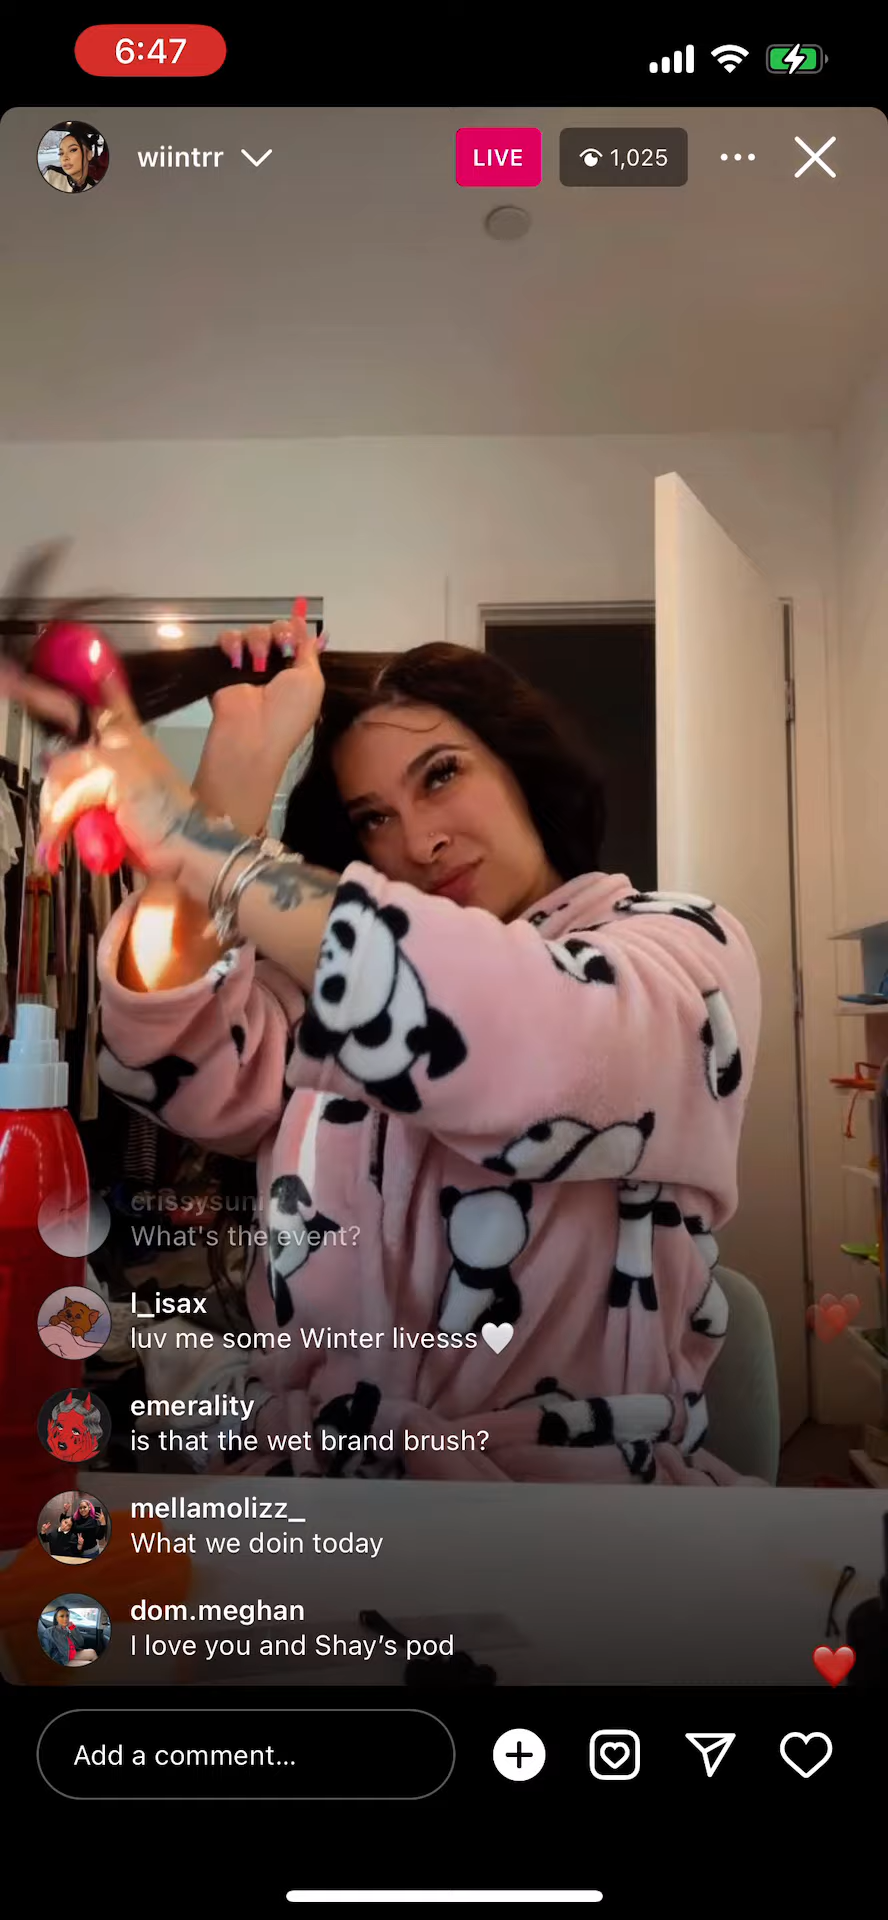 6:47
wiintrr
LIVE
1,025
crissysuni
What's the event?
l_isax
luv me some Winter livesss🤍
emerality
is that the wet brand brush?
mellamolizz_
What we doin today
dom.meghan
I love you and Shay’s pod
Add a comment...